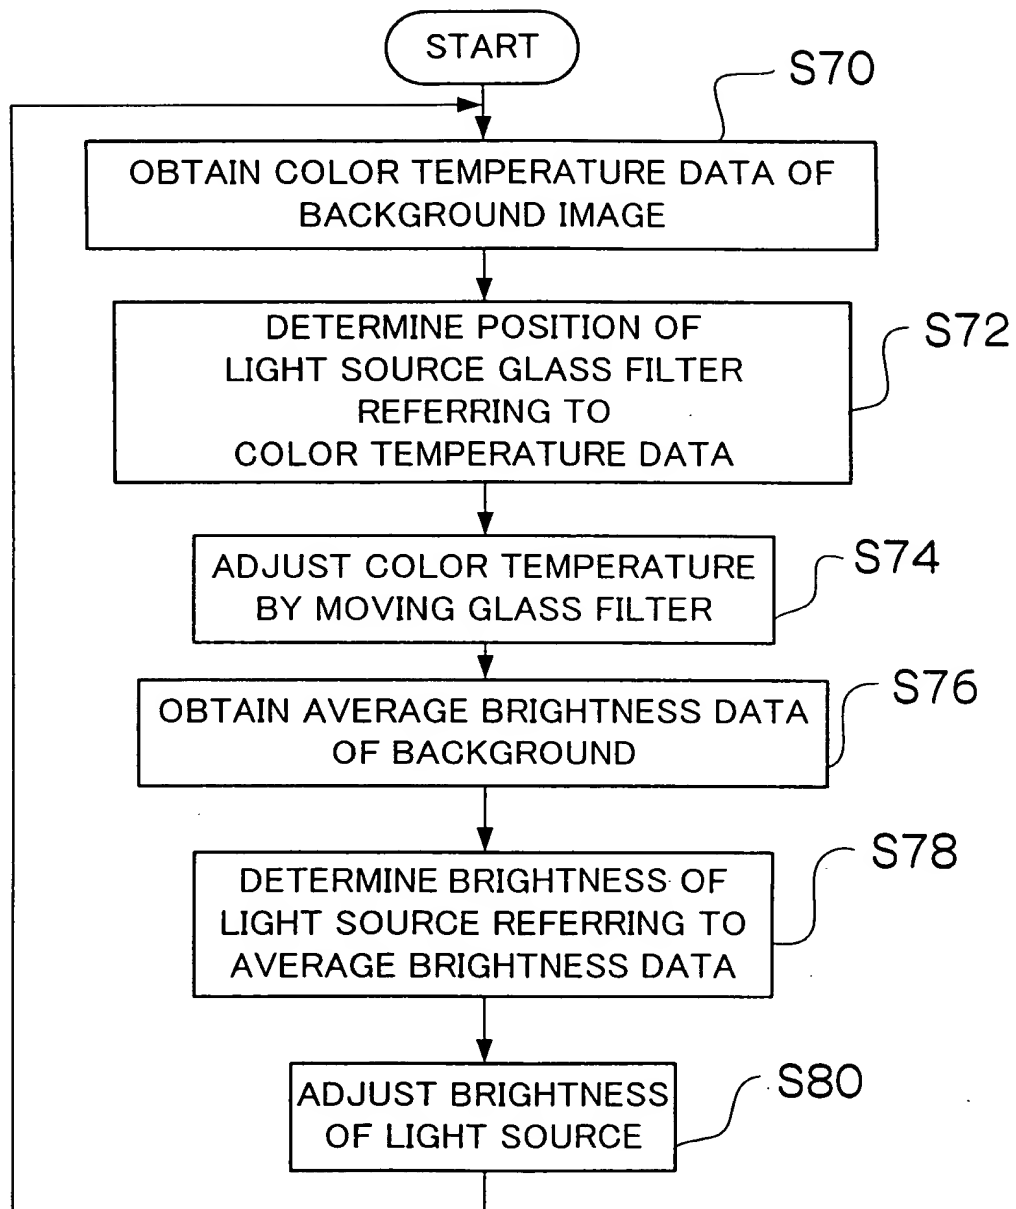 START
S70
OBTAIN COLOR TEMPERATURE DATA OF
BACKGROUND IMAGE
DETERMINE POSITION OF
LIGHT SOURCE GLASS FILTER
REFERRING TO
COLOR TEMPERATURE DATA
S72
ADJUST COLOR TEMPERATURE
BY MOVING GLASS FILTER
S74
OBTAIN AVERAGE BRIGHTNESS DATA
OF BACKGROUND
S76
DETERMINE BRIGHTNESS OF
LIGHT SOURCE REFERRING TO
AVERAGE BRIGHTNESS DATA
S78
ADJUST BRIGHTNESS
OF LIGHT SOURCE
S80